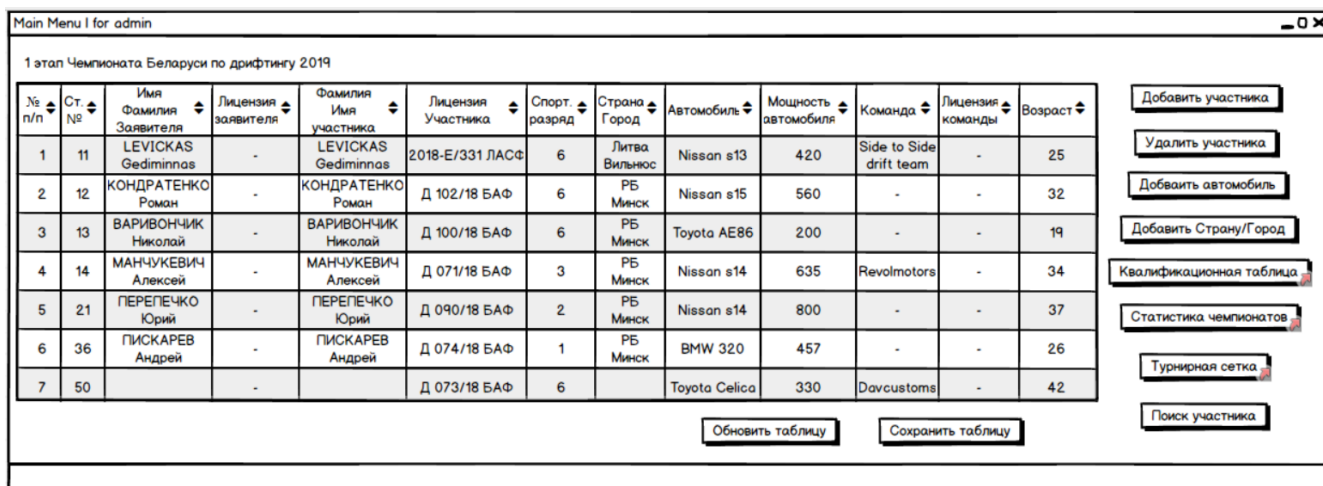 Main Menu I for admin
1 этап Чемпионата Беларуси по дрифтингу 2019
№ п/п Ст. № Имя Фамилия Заявителя Лицензия заявителя Фамилия Имя участника Лицензия Участника Спорт. разряд Страна Город Автомобиль Мощность автомобиля Команда Лицензия команды Возраст
1 11 LEVICKAS Gediminnas - LEVICKAS Gediminnas 2018-E/331 ЛАСФ 6 Литва Вильнюс Nissan s13 420 Side to Side drift team - 25
2 12 КОНДРАТЕНКО Роман - КОНДРАТЕНКО Роман Д 102/18 БАФ 6 РБ Минск Nissan s15 560 - - 32
3 13 ВАРИВОНЧИК Николай - ВАРИВОНЧИК Николай Д 100/18 БАФ 6 РБ Минск Toyota AE86 200 - - 19
4 14 МАНЧУКЕВИЧ Алексей - МАНЧУКЕВИЧ Алексей Д 071/18 БАФ 3 РБ Минск Nissan s14 635 Revolmotors - 34
5 21 ПЕРЕПЕЧКО Юрий - ПЕРЕПЕЧКО Юрий Д 090/18 БАФ 2 РБ Минск Nissan s14 800 - - 37
6 36 ПИСКАРЕВ Андрей - ПИСКАРЕВ Андрей Д 074/18 БАФ 1 РБ Минск BMW 320 457 - - 26
7 50 - Д 073/18 БАФ 6 Toyota Celica 330 Davcustoms - 42
Добавить участника
Удалить участника
Добваить автомобиль
Добавить Страну/Город
Квалификационная таблица
Статистика чемпионатов
Турнирная сетка
Поиск участника
Обновить таблицу
Сохранить таблицу